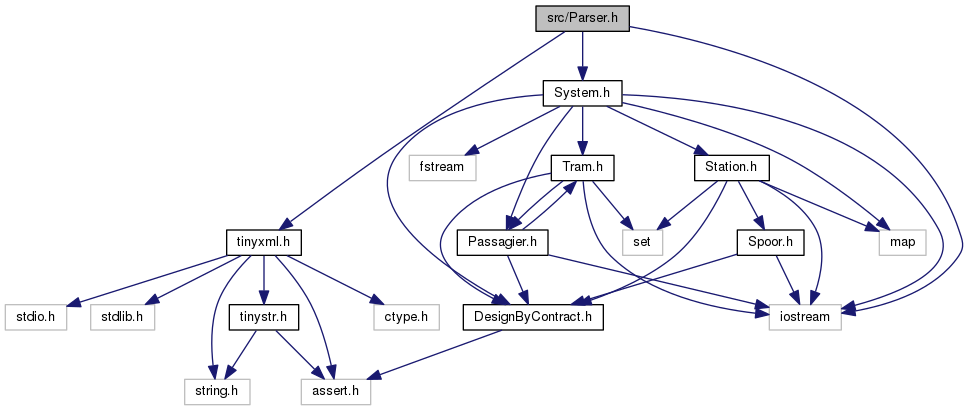 src/Parser.h
System.h
fstream
Tram.h
Station.h
tinyxml.h
Passagier.h
set
Spoor.h
map
stdio.h
stdlib.h
tinystr.h
ctype.h
DesignByContract.h
iostream
string.h
assert.h